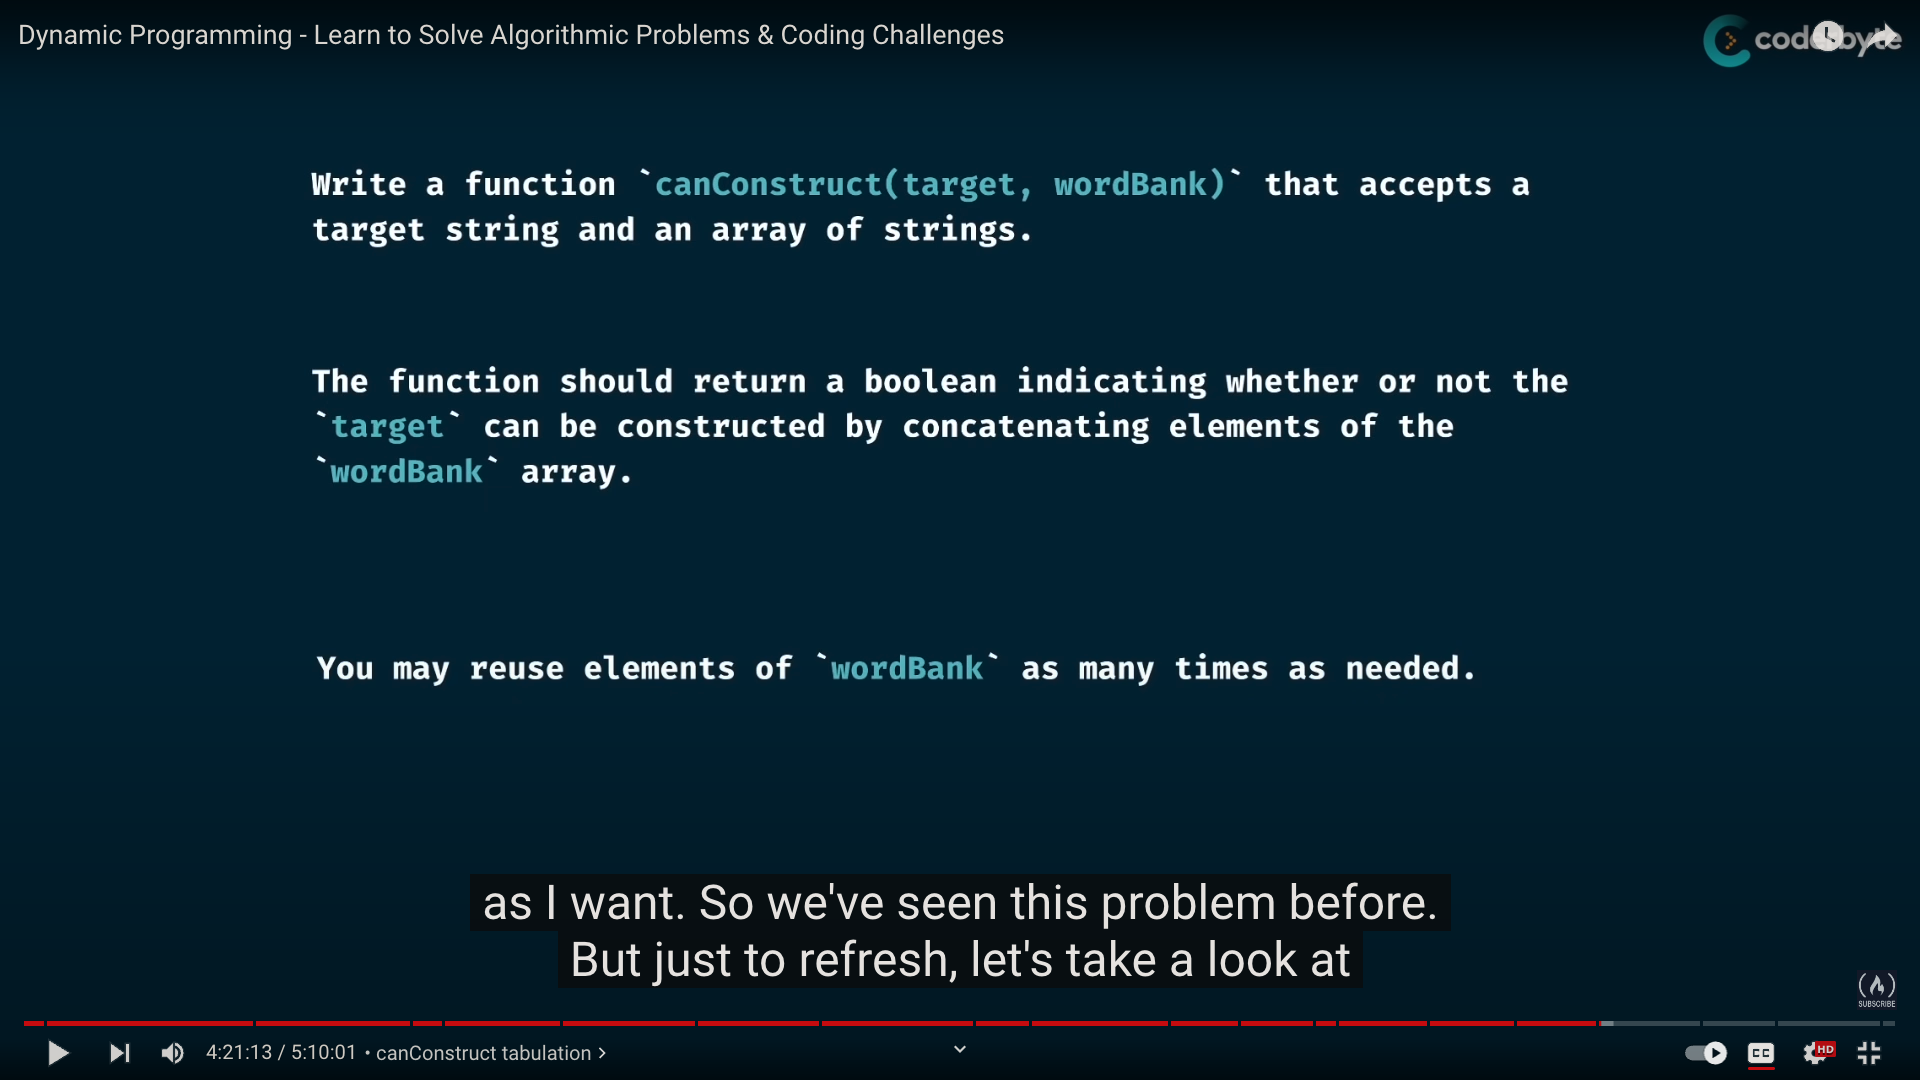 Dynamic Programming - Learn to Solve Algorithmic Problems & Coding Challenges
coderbyte
Write a function `canConstruct(target, wordBank)` that accepts a
target string and an array of strings.
The function should return a boolean indicating whether or not the
`target` can be constructed by concatenating elements of the
`wordBank` array.
You may reuse elements of `wordBank` as many times as needed.
as I want. So we've seen this problem before.
But just to refresh, let's take a look at
SUBSCRIBE
4:21:13 / 5:10:01 • canConstruct tabulation
CC
HD